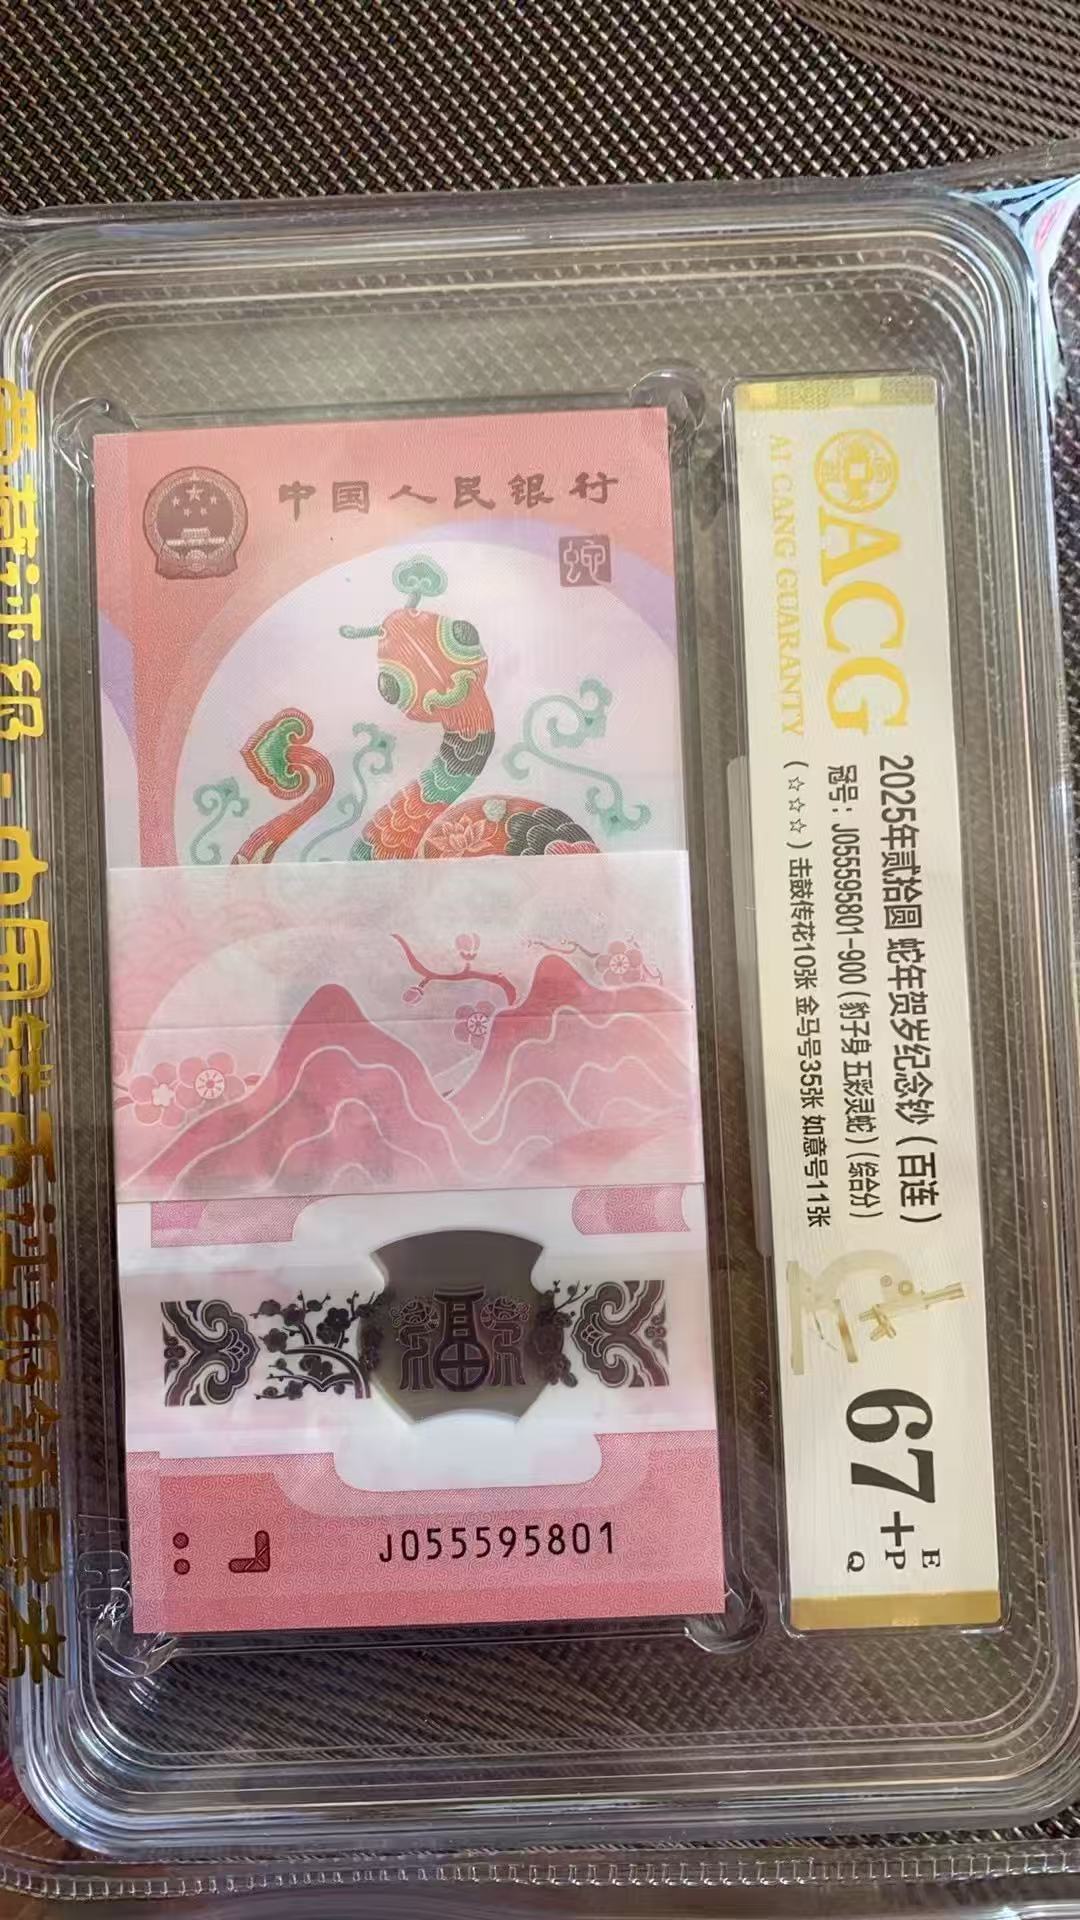 中国人民银行
福
J055595801
ACG
AI CANG GUARANTY
2025年贰拾圆 蛇年贺岁纪念钞（百连）
冠号：J055595801-900（豹子身 五彩灵蛇）（综合分）
（☆☆☆）击鼓传花10张 金马号35张 如意号11张
67+
E
P
Q